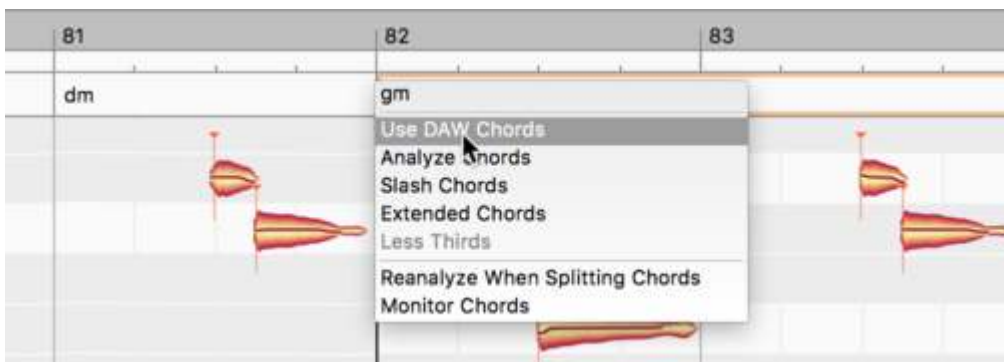 81 82 83
dm gm
Use DAW Chords
Analyze Chords
Slash Chords
Extended Chords
Less Thirds
Reanalyze When Splitting Chords
Monitor Chords